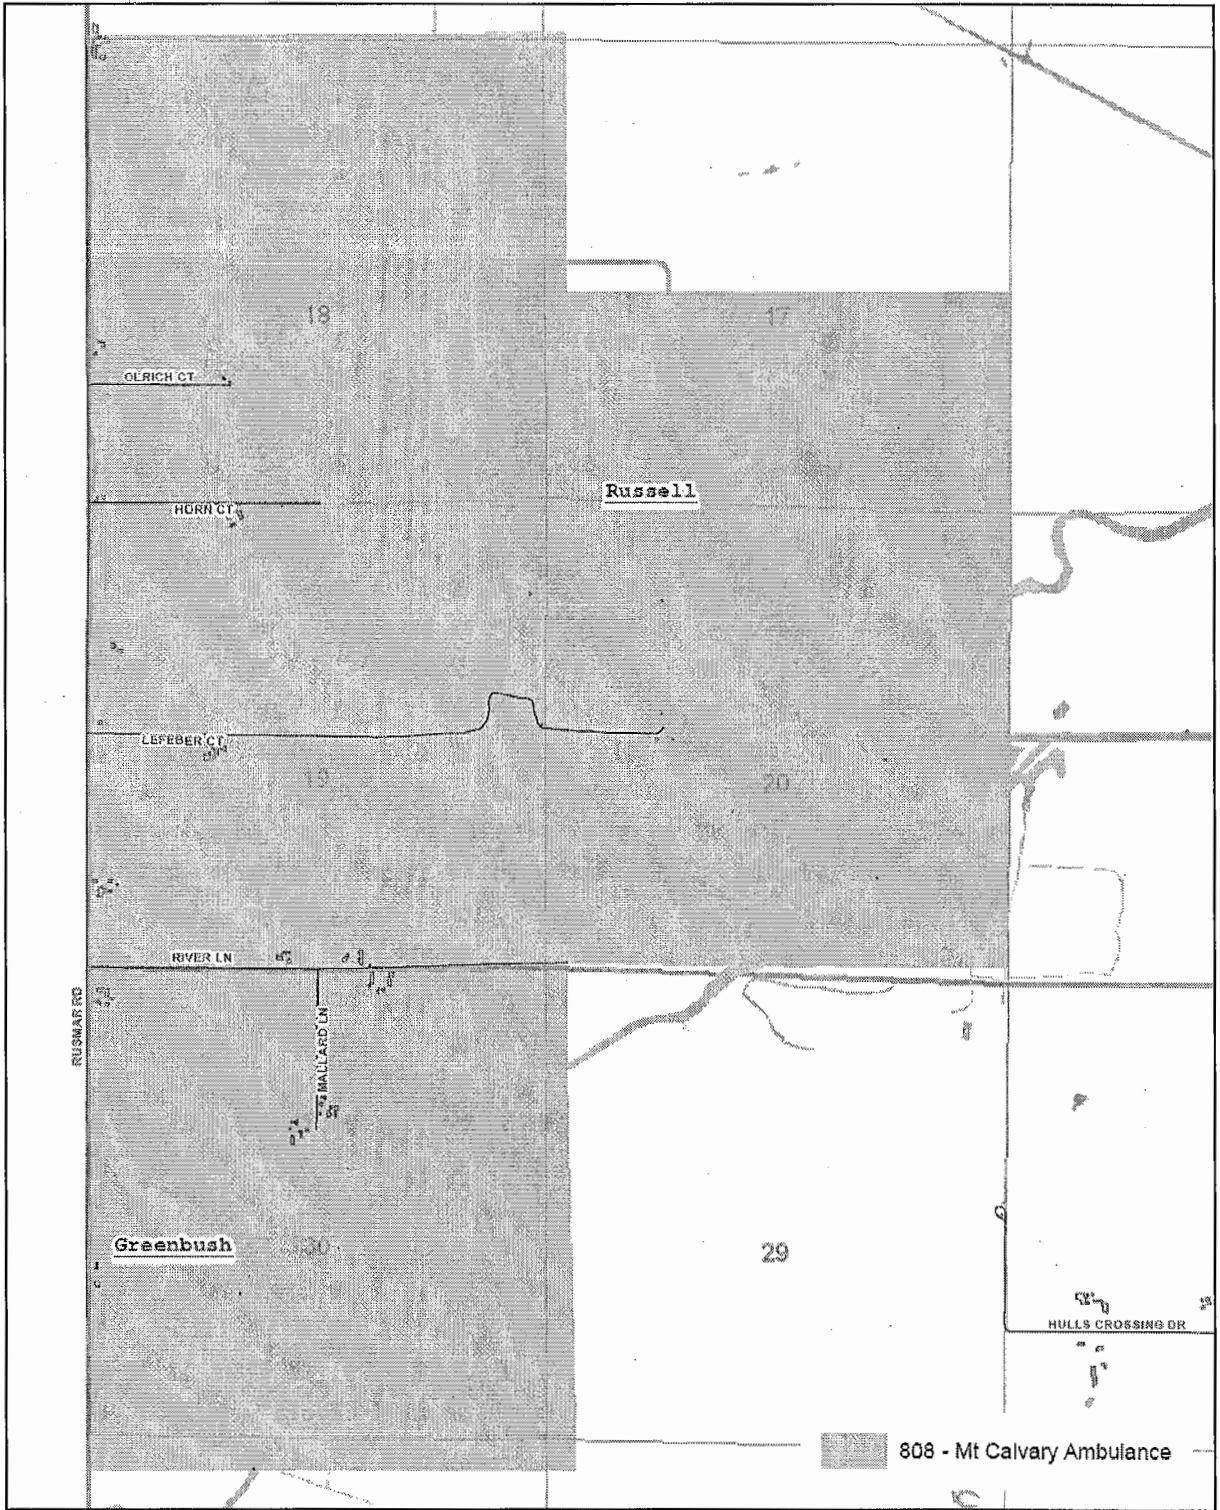 18
17
OLRICH CT
Russell
HORN CT
LEFEBER CT
19
20
RIVER LN
RUSMAR RD
MALLARD LN
Greenbush
30
29
HULLS CROSSING DR
808 - Mt Calvary Ambulance